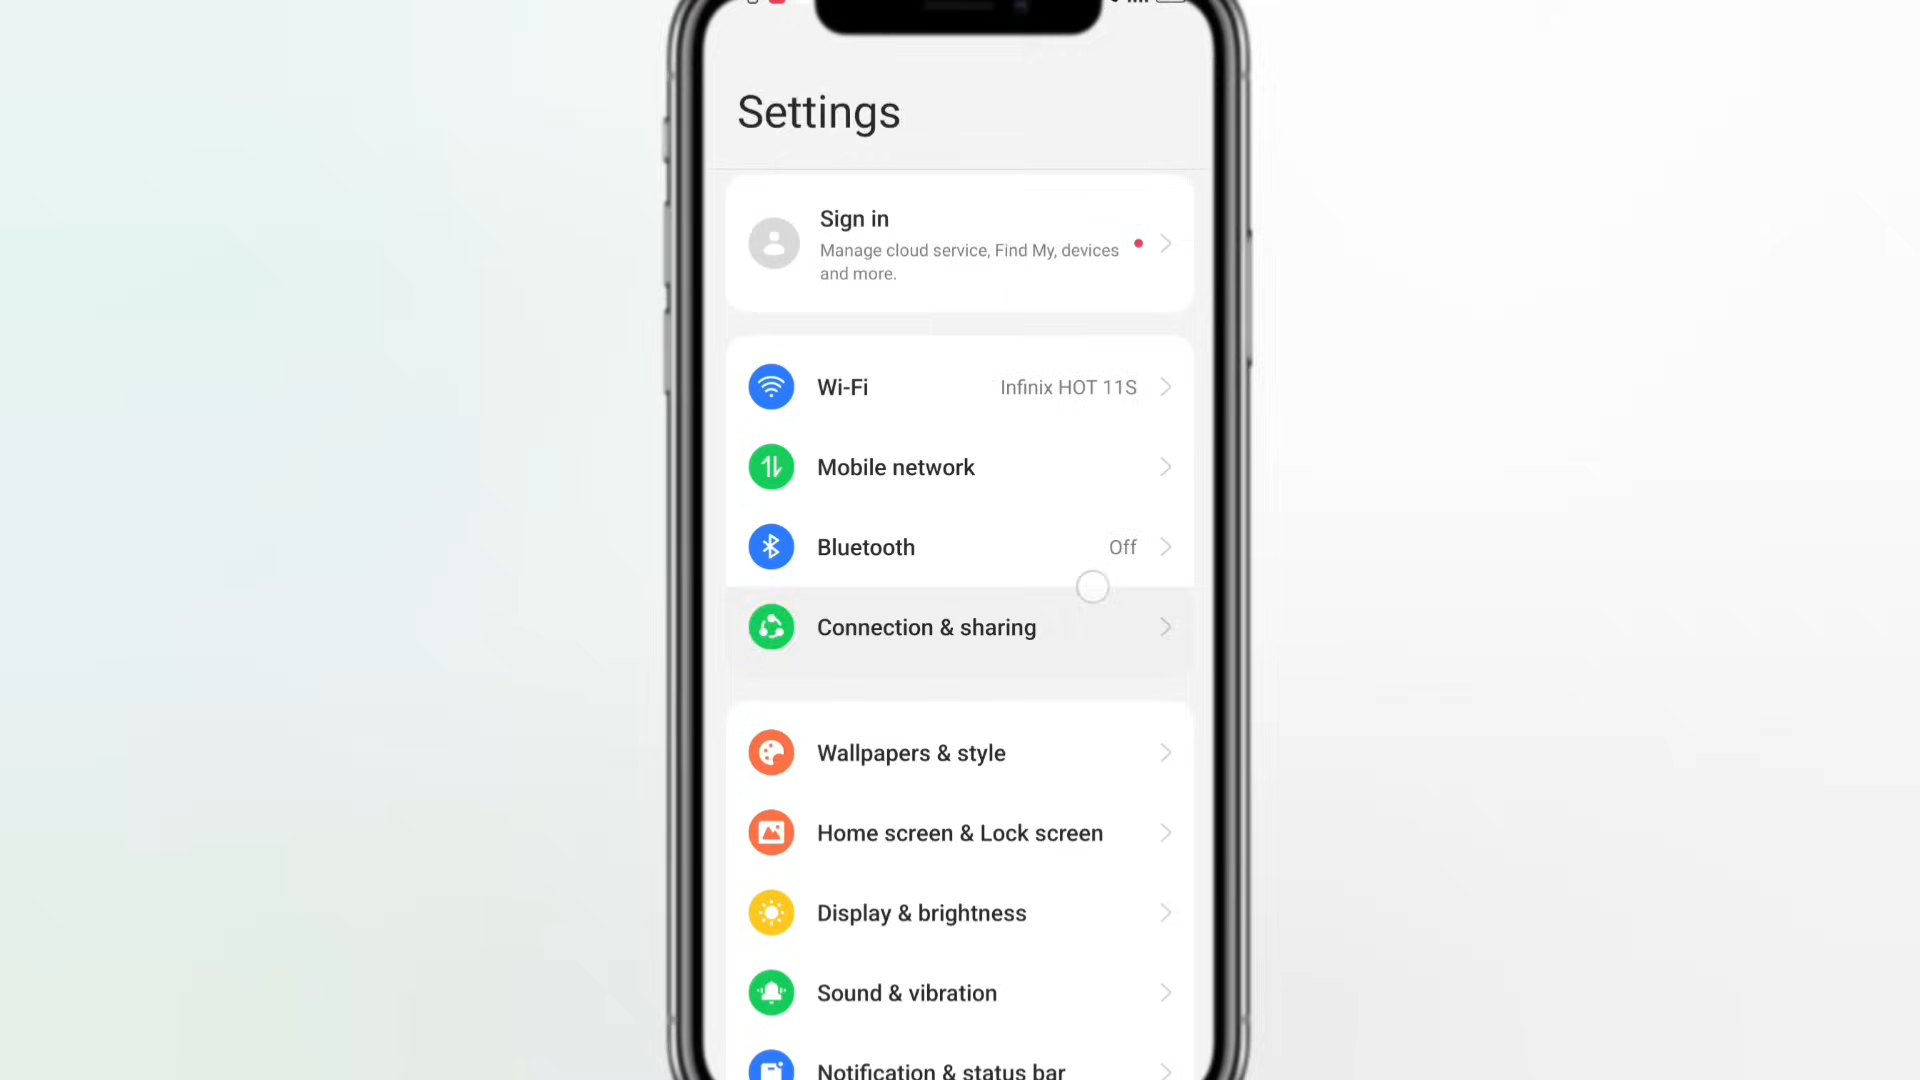 Settings
Sign in
Manage cloud service, Find My, devices
and more.
Wi-Fi Infinix HOT 11S
Mobile network
Bluetooth Off
Connection & sharing
Wallpapers & style
Home screen & Lock screen
Display & brightness
Sound & vibration
Notification & status bar